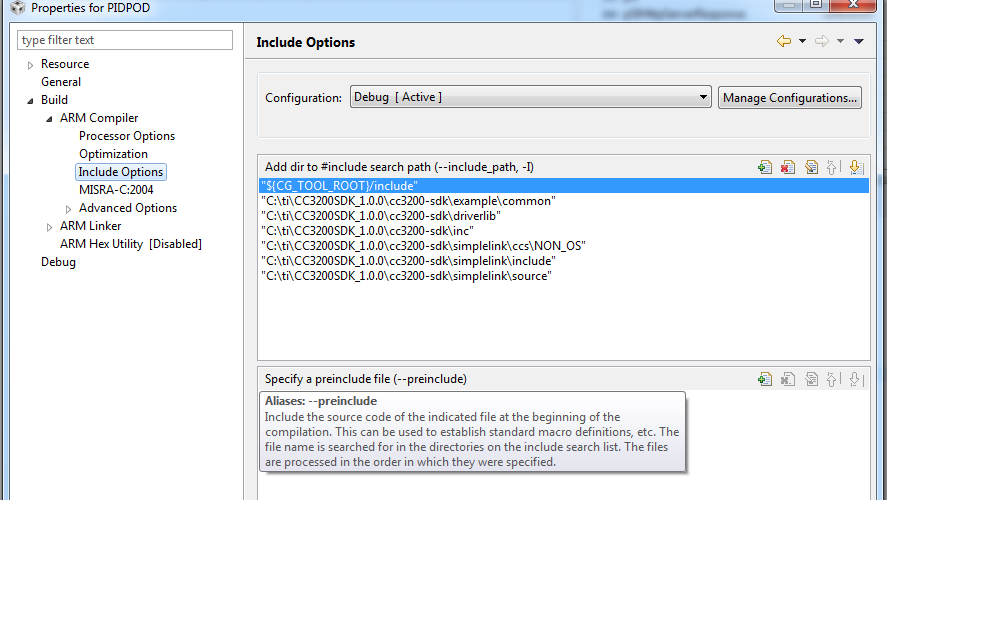 Properties for PIDPOD
type filter text
Resource
General
Build
ARM Compiler
Processor Options
Optimization
Include Options
MISRA-C:2004
Advanced Options
ARM Linker
ARM Hex Utility [Disabled]
Debug
Include Options
Configuration: Debug [ Active ] Manage Configurations...
Add dir to #include search path (--include_path, -I)
"${CG_TOOL_ROOT}/include"
"C:\ti\CC3200SDK_1.0.0\cc3200-sdk\example\common"
"C:\ti\CC3200SDK_1.0.0\cc3200-sdk\driverlib"
"C:\ti\CC3200SDK_1.0.0\cc3200-sdk\inc"
"C:\ti\CC3200SDK_1.0.0\cc3200-sdk\simplelink\ccs\NON_OS"
"C:\ti\CC3200SDK_1.0.0\cc3200-sdk\simplelink\include"
"C:\ti\CC3200SDK_1.0.0\cc3200-sdk\simplelink\source"
Specify a preinclude file (--preinclude)
Aliases: --preinclude
Include the source code of the indicated file at the beginning of the
compilation. This can be used to establish standard macro definitions, etc. The
file name is searched for in the directories on the include search list. The files
are processed in the order in which they were specified.